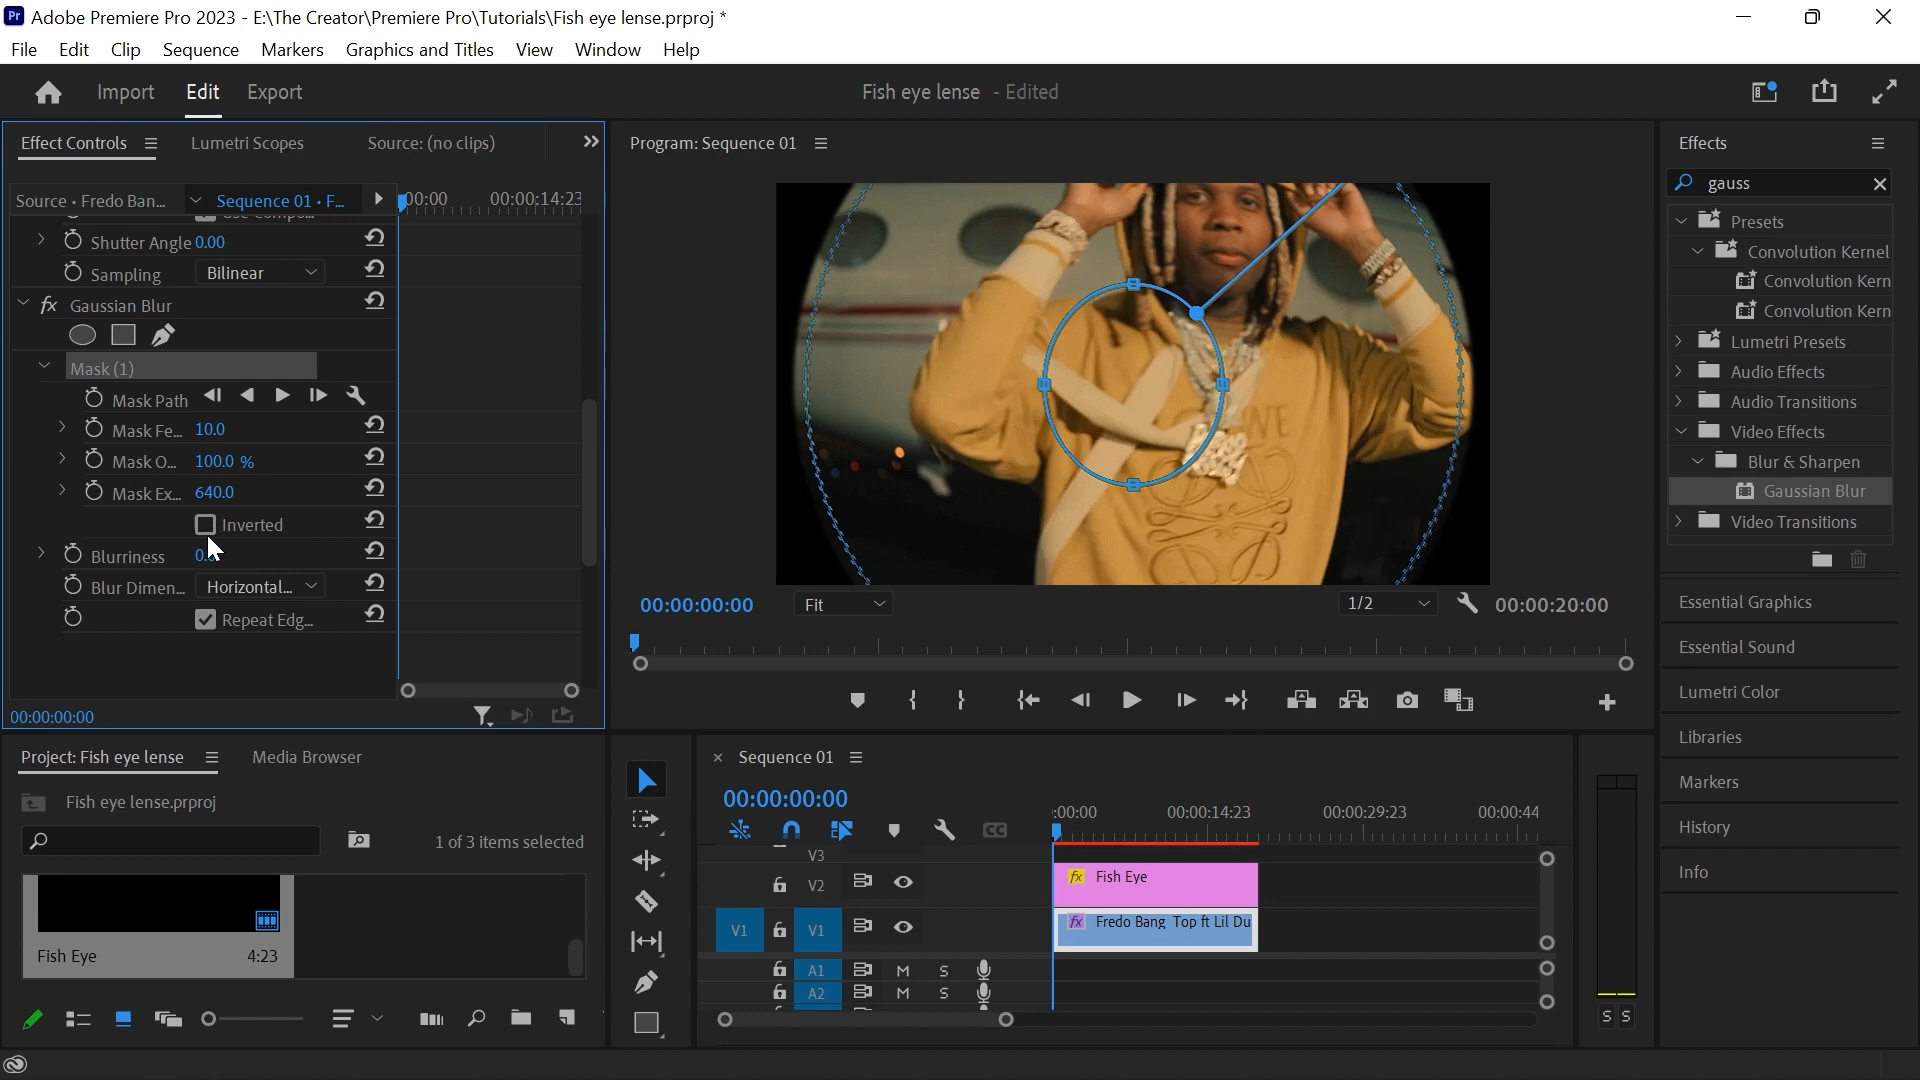 Adobe Premiere Pro 2023 - E:\The Creator\Premiere Pro\Tutorials\Fish eye lense.prproj *
File Edit Clip Sequence Markers Graphics and Titles View Window Help
Import Edit Export
Fish eye lense - Edited
Effect Controls Lumetri Scopes Source: (no clips)
Source • Fredo Ban... Sequence 01 • F...
:00:00 00:00:14:23
Shutter Angle 0.00
Sampling Bilinear
fx Gaussian Blur
Mask (1)
Mask Path
Mask Fe... 10.0
Mask O... 100.0 %
Mask Ex... 640.0
Inverted
Blurriness
Blur Dimen... Horizontal...
Repeat Edg...
00:00:00:00
Program: Sequence 01
00:00:00:00 Fit 1/2 00:00:20:00
Effects
gauss
Presets
Convolution Kernel
Convolution Kern
Convolution Kern
Lumetri Presets
Audio Effects
Audio Transitions
Video Effects
Blur & Sharpen
Gaussian Blur
Video Transitions
Essential Graphics
Essential Sound
Lumetri Color
Libraries
Markers
History
Info
Project: Fish eye lense Media Browser
Fish eye lense.prproj
1 of 3 items selected
Fish Eye 4:23
× Sequence 01
00:00:00:00
:00:00 00:00:14:23 00:00:29:23 00:00:44
V3
V2 fx Fish Eye
V1 V1 fx Fredo Bang Top ft Lil Du
A1 M S
A2 M S
S S